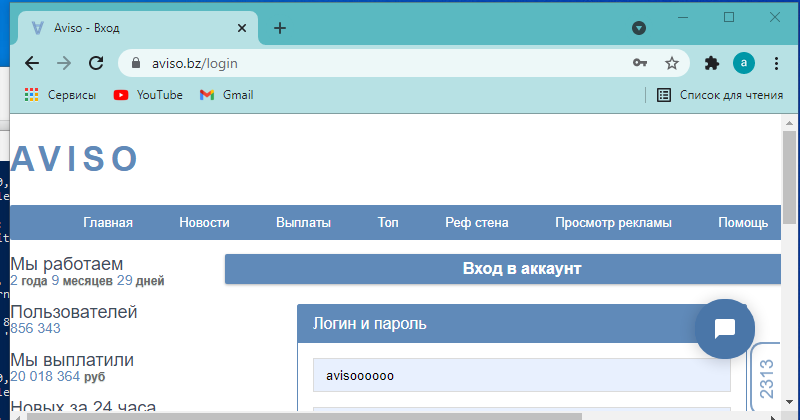 Aviso - Вход
aviso.bz/login
a
Сервисы YouTube Gmail Список для чтения
AVISO
Главная Новости Выплаты Топ Реф стена Просмотр рекламы Помощь
Мы работаем
2 года 9 месяцев 29 дней
Вход в аккаунт
Пользователей
856 343
Логин и пароль
Мы выплатили
20 018 364 руб
avisoooooo
2313
Новых за 24 часа